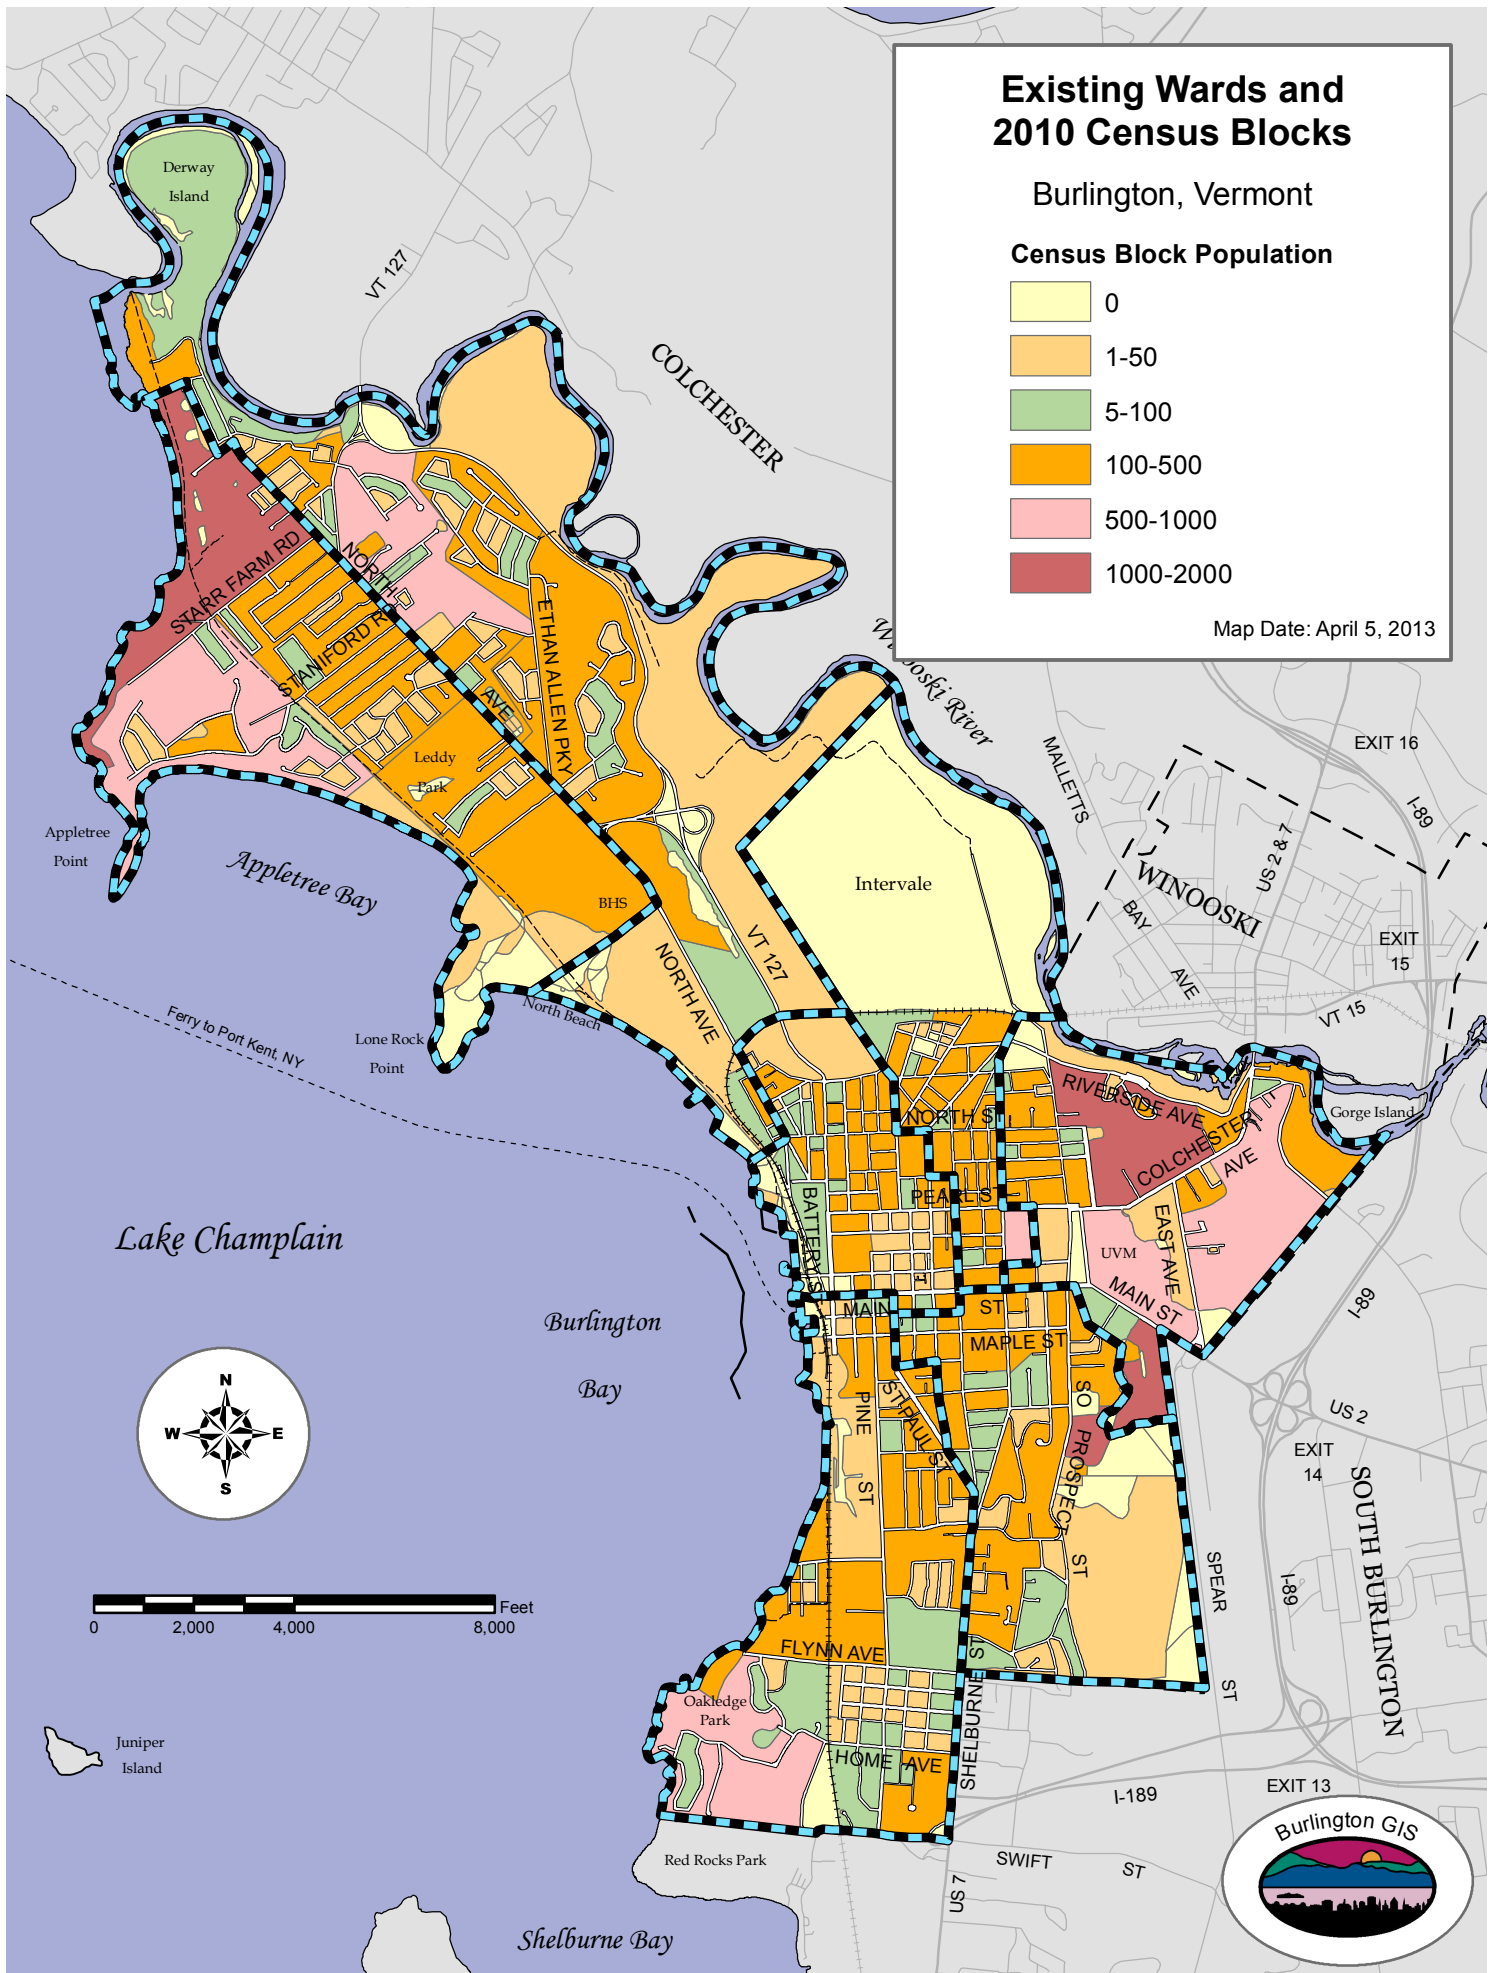 Existing Wards and
2010 Census Blocks
Burlington, Vermont
Census Block Population
0
1-50
5-100
100-500
500-1000
1000-2000
Map Date: April 5, 2013
Derway
Island
VT 127
COLCHESTER
STARR FARM RD
NORTH
AVE
STANIFORD RD
ETHAN ALLEN PKY
Winooski River
Leddy
Park
MALLETTS
BAY
AVE
EXIT 16
I-89
US 2 & 7
WINOOSKI
EXIT
15
VT 15
Appletree
Point
Appletree Bay
Intervale
BHS
VT 127
NORTH AVE
North Beach
Lone Rock
Point
Ferry to Port Kent, NY
RIVERSIDE AVE
Gorge Island
NORTH ST
COLCHESTER
AVE
PEARL ST
BATTERY ST
EAST AVE
UVM
MAIN ST
Lake Champlain
I-89
Burlington
Bay
MAIN
ST
MAPLE ST
N
W
E
S
PINE
ST
ST PAUL ST
SO
PROSPECT
ST
US 2
EXIT
14
SOUTH BURLINGTON
SPEAR
ST
I-89
Feet
0
2,000
4,000
8,000
FLYNN AVE
SHELBURNE ST
Oakledge
Park
HOME AVE
Juniper
Island
I-189
EXIT 13
Burlington GIS
Red Rocks Park
SWIFT
ST
US 7
Shelburne Bay